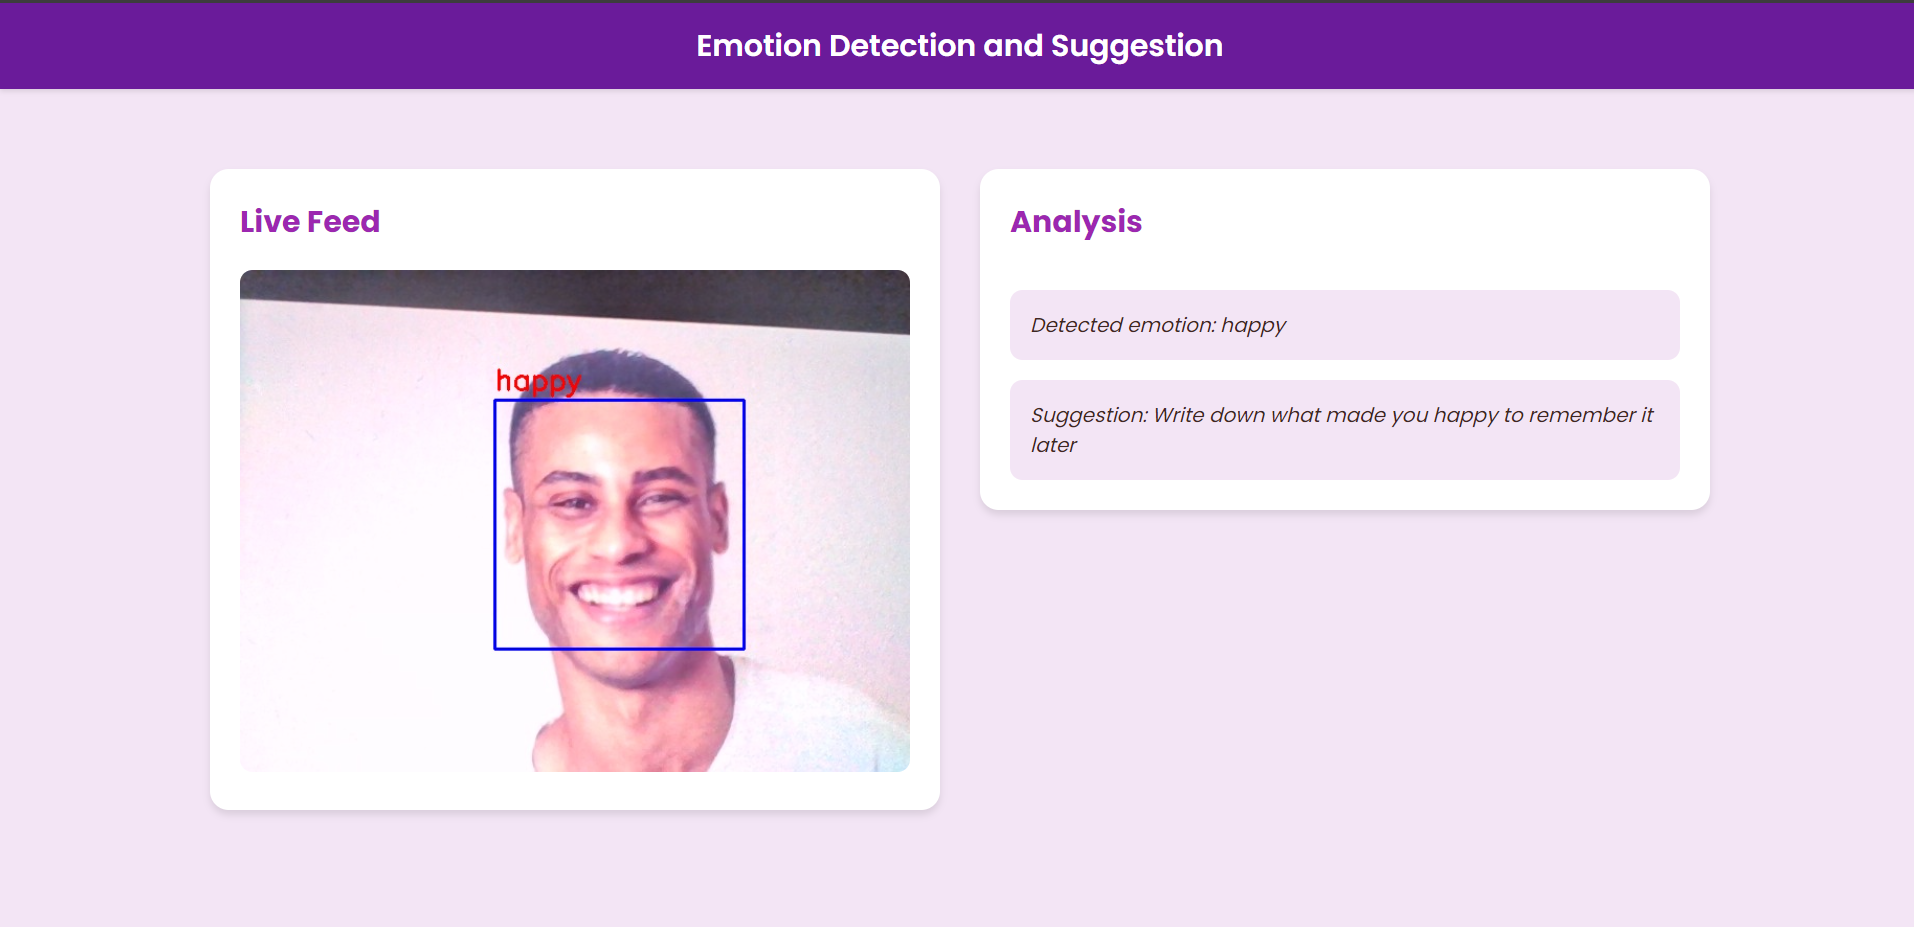 Emotion Detection and Suggestion
Live Feed
happy
Analysis
Detected emotion: happy
Suggestion: Write down what made you happy to remember it
later